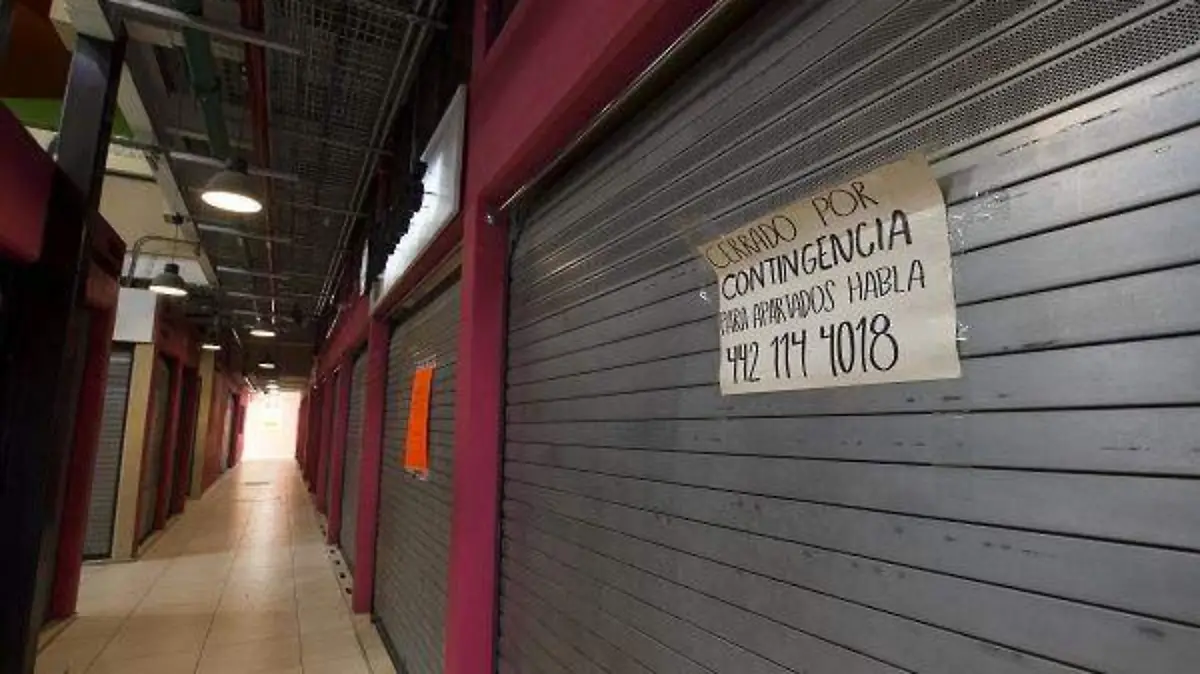 CERRADO POR
CONTINGENCIA
PARA APARTADOS HABLA
442 114 4018